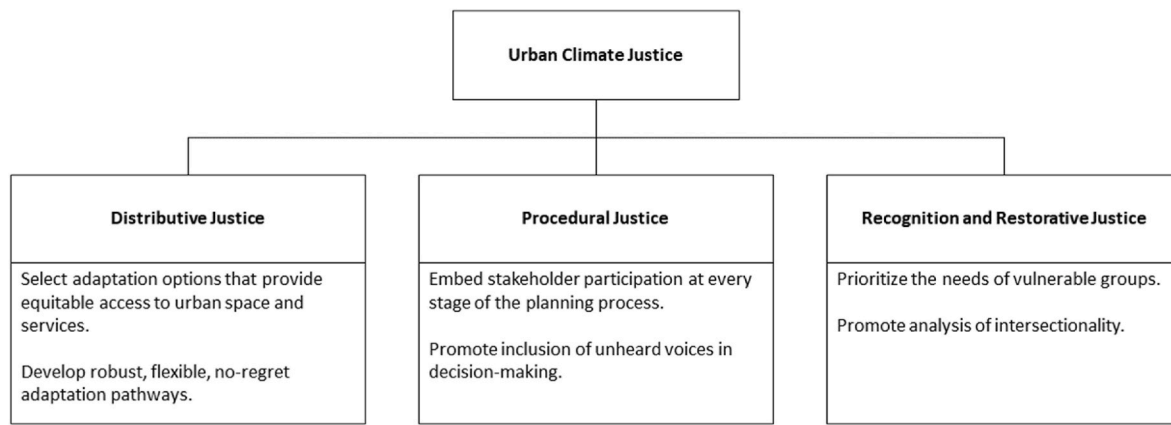 Urban Climate Justice
Distributive Justice
Select adaptation options that provide
equitable access to urban space and
services.
Develop robust, flexible, no-regret
adaptation pathways.
Procedural Justice
Embed stakeholder participation at every
stage of the planning process.
Promote inclusion of unheard voices in
decision-making.
Recognition and Restorative Justice
Prioritize the needs of vulnerable groups.
Promote analysis of intersectionality.